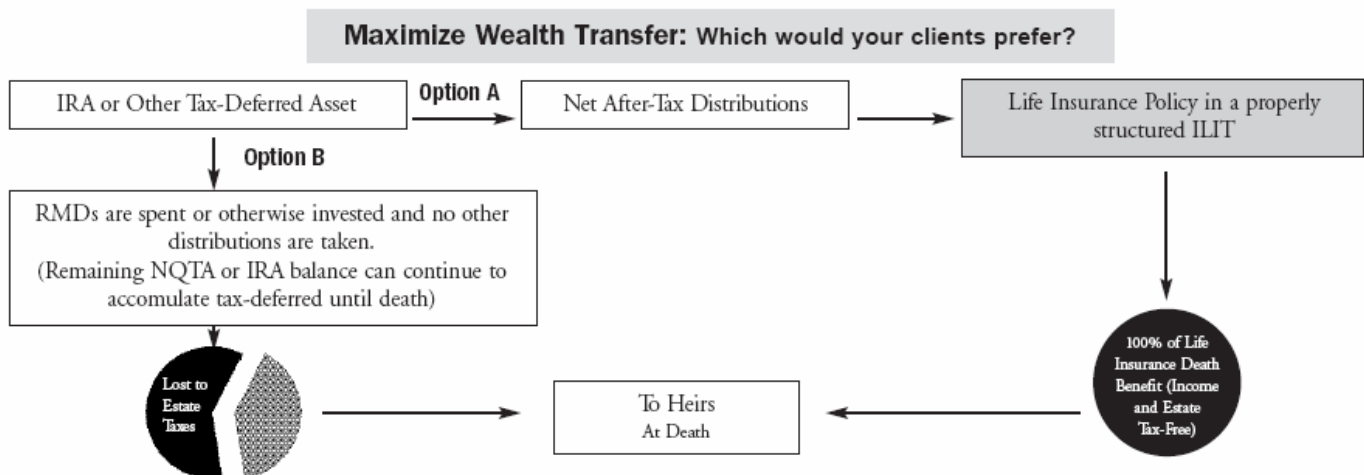 Maximize Wealth Transfer: Which would your clients prefer?
IRA or Other Tax-Deferred Asset
Option A
Net After-Tax Distributions
Life Insurance Policy in a properly
structured ILIT
Option B
RMDs are spent or otherwise invested and no other
distributions are taken.
(Remaining NQTA or IRA balance can continue to
accumulate tax-deferred until death)
Lost to
Estate
Taxes
To Heirs
At Death
100% of Life
Insurance Death
Benefit (Income
and Estate
Tax-Free)